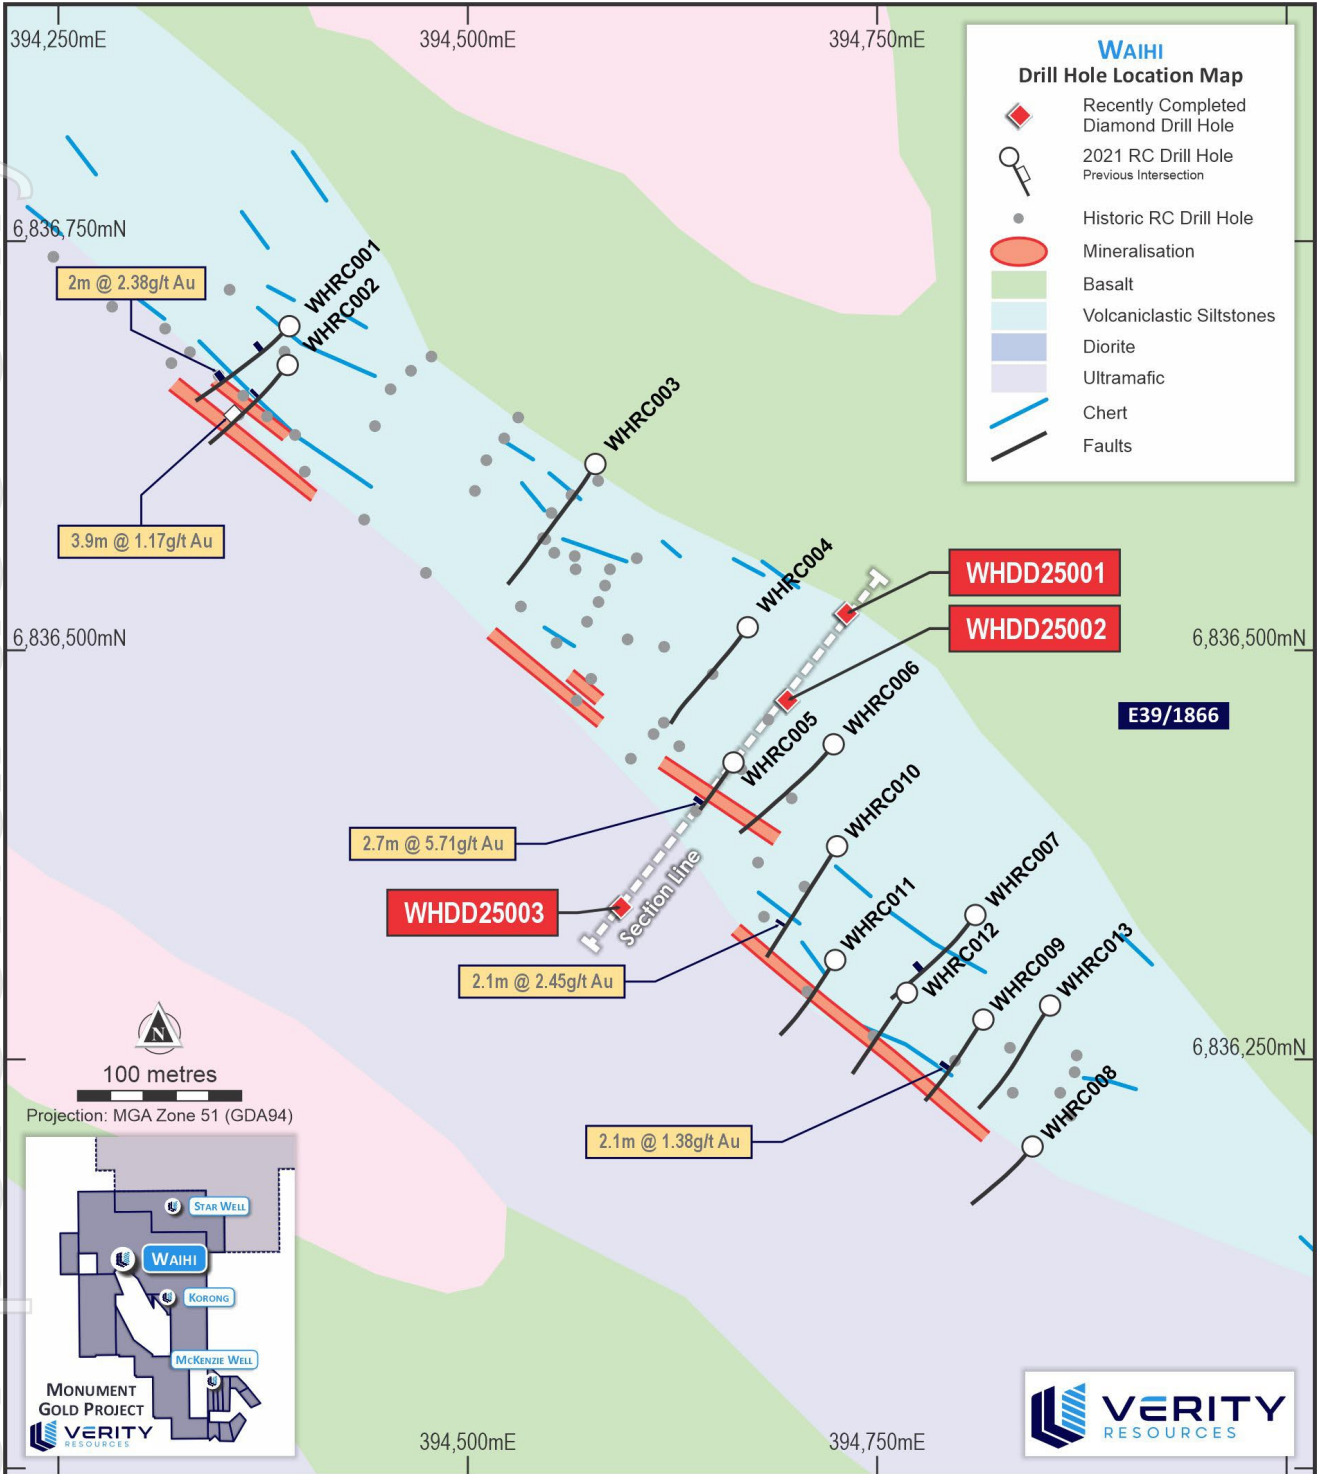 394,250mE
394,500mE
394,750mE
WAIHI
Drill Hole Location Map
Recently Completed
Diamond Drill Hole
2021 RC Drill Hole
Previous Intersection
Historic RC Drill Hole
Mineralisation
Basalt
Volcaniclastic Siltstones
Diorite
Ultramafic
Chert
Faults
6,836,750mN
2m @ 2.38g/t Au
WHRC001
WHRC002
WHRC003
3.9m @ 1.17g/t Au
WHRC004
WHDD25001
WHDD25002
6,836,500mN
6,836,500mN
WHRC006
E39/1866
WHRC005
WHRC010
2.7m @ 5.71g/t Au
WHRC007
WHDD25003
Section Line
WHRC011
WHRC012
WHRC009
WHRC013
2.1m @ 2.45g/t Au
N
6,836,250mN
100 metres
Projection: MGA Zone 51 (GDA94)
WHRC008
2.1m @ 1.38g/t Au
STAR WELL
WAIHI
KORONG
MCKENZIE WELL
MONUMENT
GOLD PROJECT
VERITY
RESOURCES
394,500mE
394,750mE
VERITY
RESOURCES